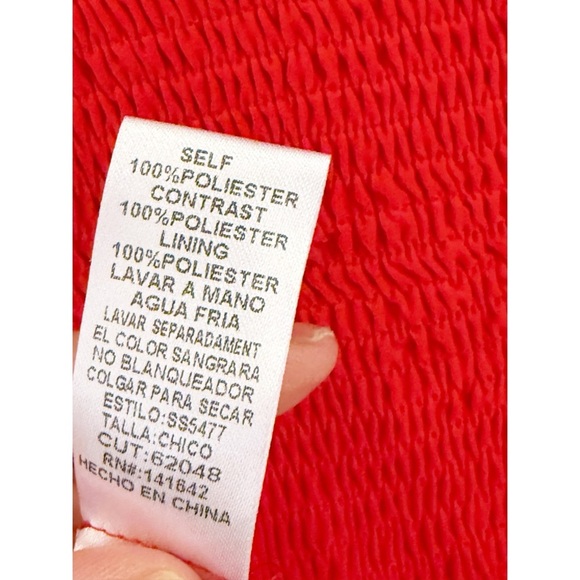 SELF
100%POLIESTER
CONTRAST
100%POLIESTER
LINING
100%POLIESTER
LAVAR A MANO
AGUA FRIA
LAVAR SEPARADAMENT
EL COLOR SANGRARA
NO BLANQUEADOR
COLGAR PARA SECAR
ESTILO:SS5477
TALLA:CHICO
CUT:62048
RN#:141642
HECHO EN CHINA